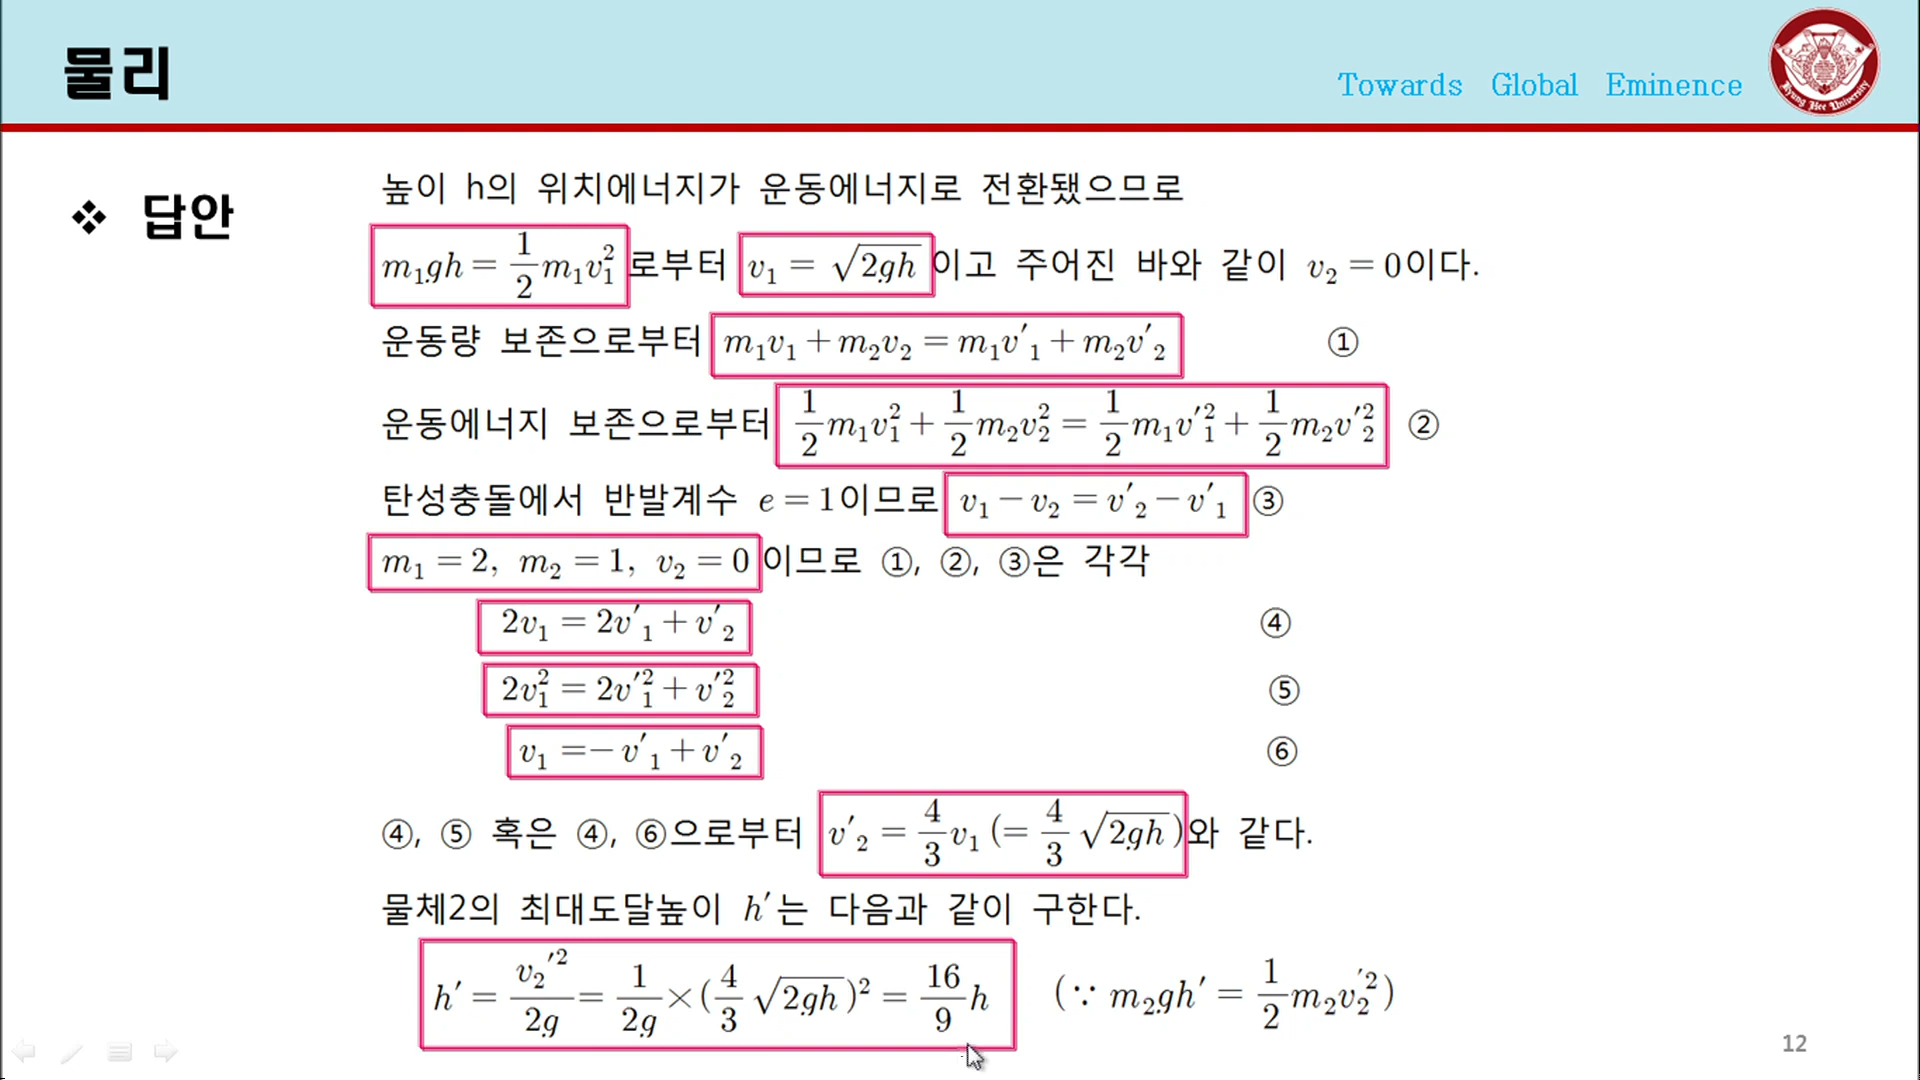 물리
Towards Global Eminence
Kyung Hee University
❖ 답안
높이 h의 위치에너지가 운동에너지로 전환됐으므로
m₁gh = 1/2 m₁v₁² 로부터 v₁ = √(2gh) 이고 주어진 바와 같이 v₂ = 0이다.
운동량 보존으로부터 m₁v₁ + m₂v₂ = m₁v′₁ + m₂v′₂ ①
운동에너지 보존으로부터 1/2 m₁v₁² + 1/2 m₂v₂² = 1/2 m₁v′₁² + 1/2 m₂v′₂² ②
탄성충돌에서 반발계수 e = 1이므로 v₁ − v₂ = v′₂ − v′₁ ③
m₁ = 2, m₂ = 1, v₂ = 0 이므로 ①, ②, ③은 각각
2v₁ = 2v′₁ + v′₂ ④
2v₁² = 2v′₁² + v′₂² ⑤
v₁ = − v′₁ + v′₂ ⑥
④, ⑤ 혹은 ④, ⑥으로부터 v′₂ = 4/3 v₁ (= 4/3 √(2gh)) 와 같다.
물체2의 최대도달높이 h′는 다음과 같이 구한다.
h′ = v₂′²/2g = 1/2g × (4/3 √(2gh))² = 16/9 h (∵ m₂gh′ = 1/2 m₂v₂′²)
12